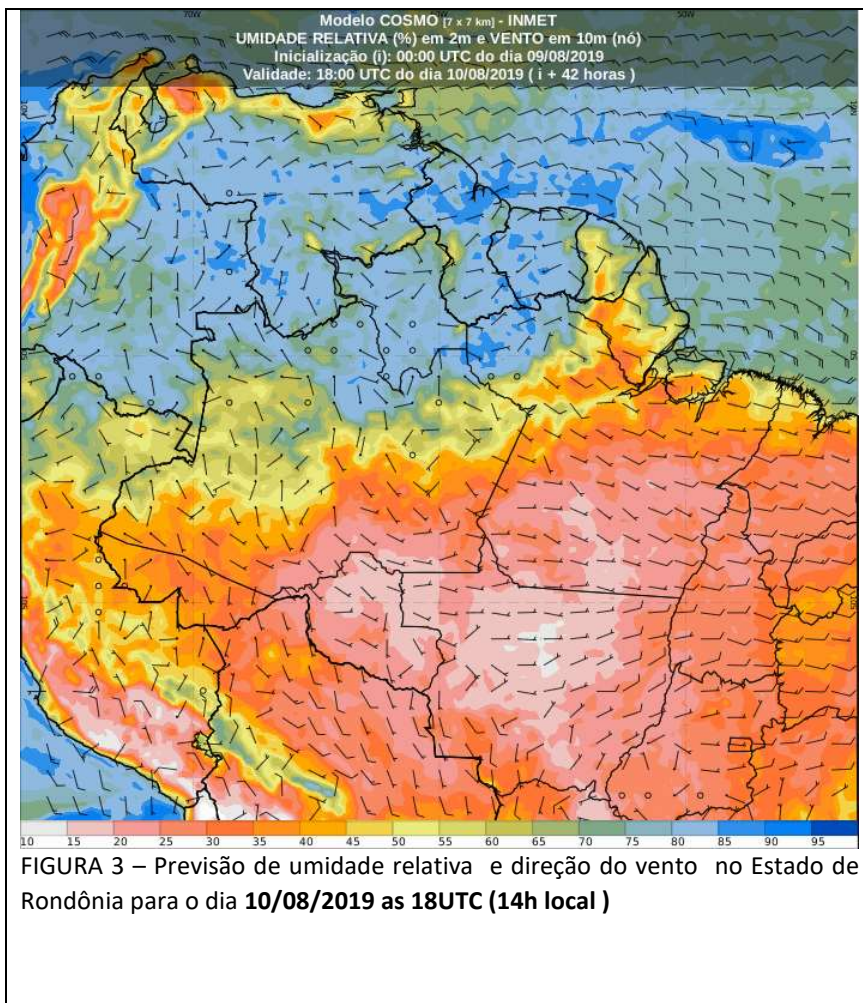 Modelo COSMO [7 x 7 km] - INMET
UMIDADE RELATIVA (%) em 2m e VENTO em 10m (nó)
Inicialização (i): 00:00 UTC do dia 09/08/2019
Validade: 18:00 UTC do dia 10/08/2019 ( i + 42 horas )
70W 50W
10 15 20 25 30 35 40 45 50 55 60 65 70 75 80 85 90 95
FIGURA 3 – Previsão de umidade relativa e direção do vento no Estado de
Rondônia para o dia 10/08/2019 as 18UTC (14h local )